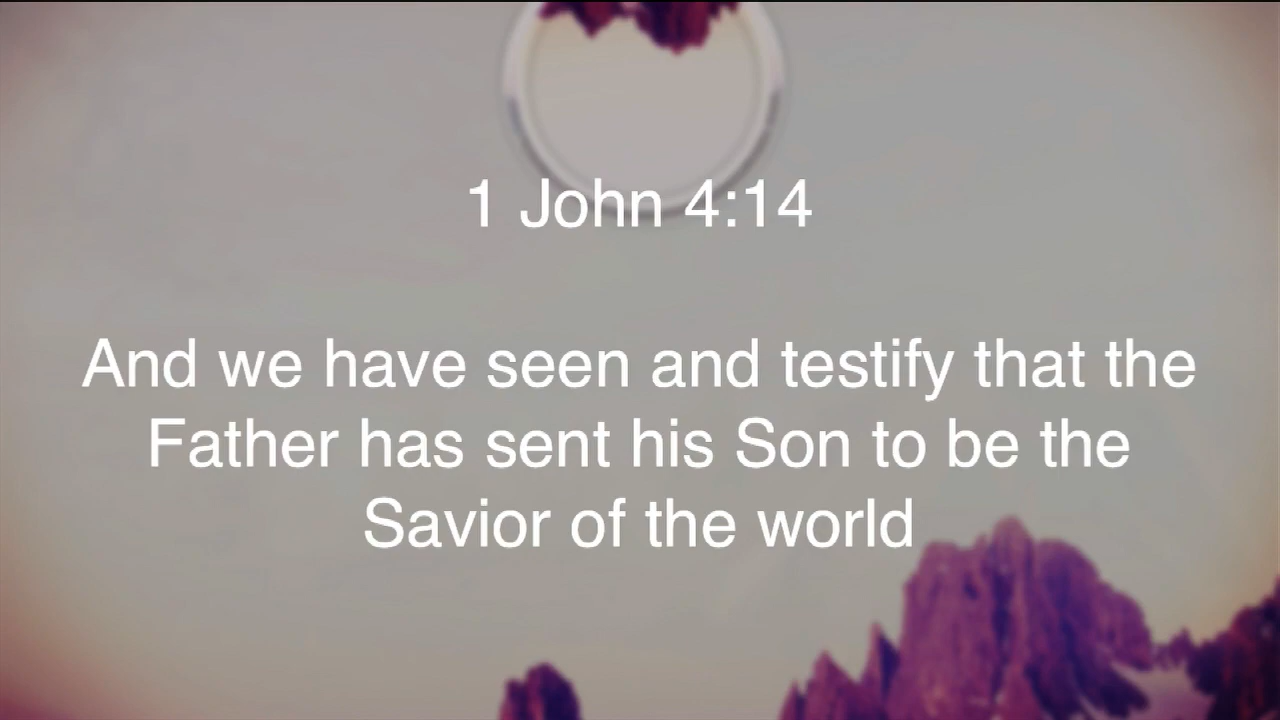 1 John 4:14
And we have seen and testify that the
Father has sent his Son to be the
Savior of the world